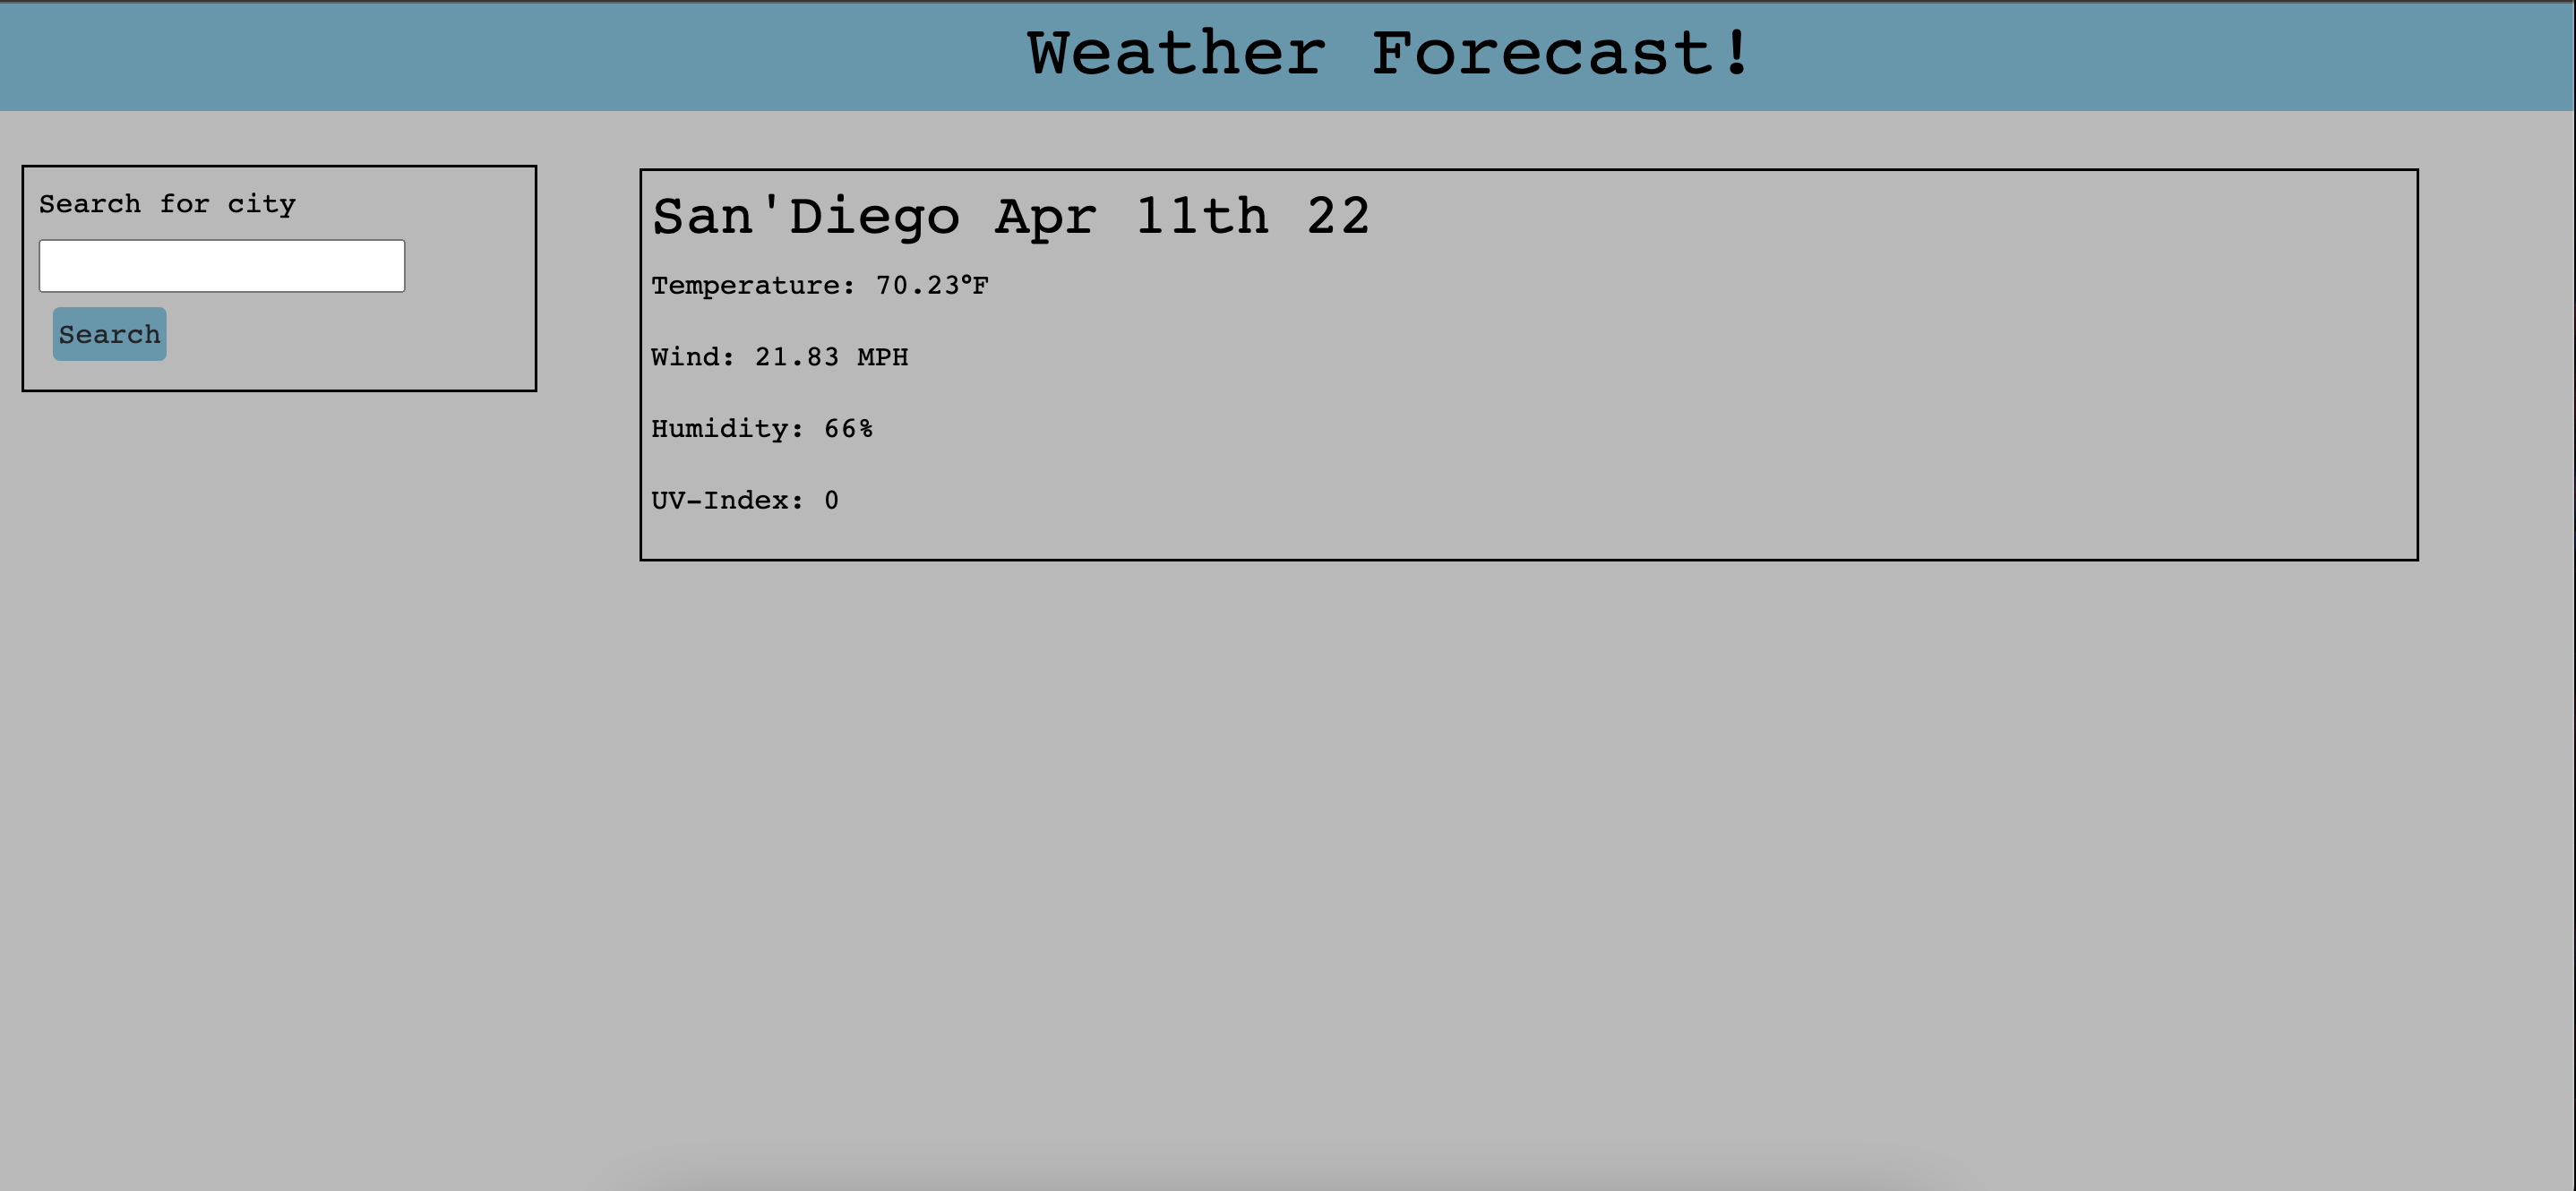 Weather Forecast!
Search for city
Search
San'Diego Apr 11th 22
Temperature: 70.23°F
Wind: 21.83 MPH
Humidity: 66%
UV-Index: 0